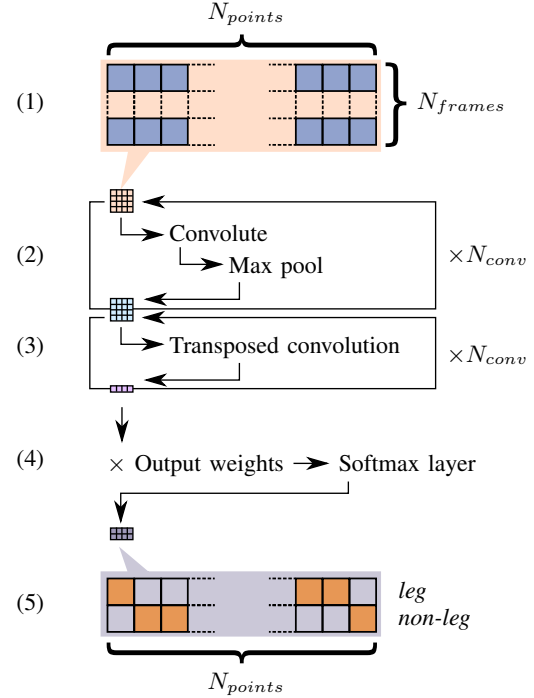 N_points
(1)
N_frames
(2)
Convolute
Max pool
×N_conv
(3)
Transposed convolution
×N_conv
(4)
× Output weights
Softmax layer
(5)
leg
non-leg
N_points